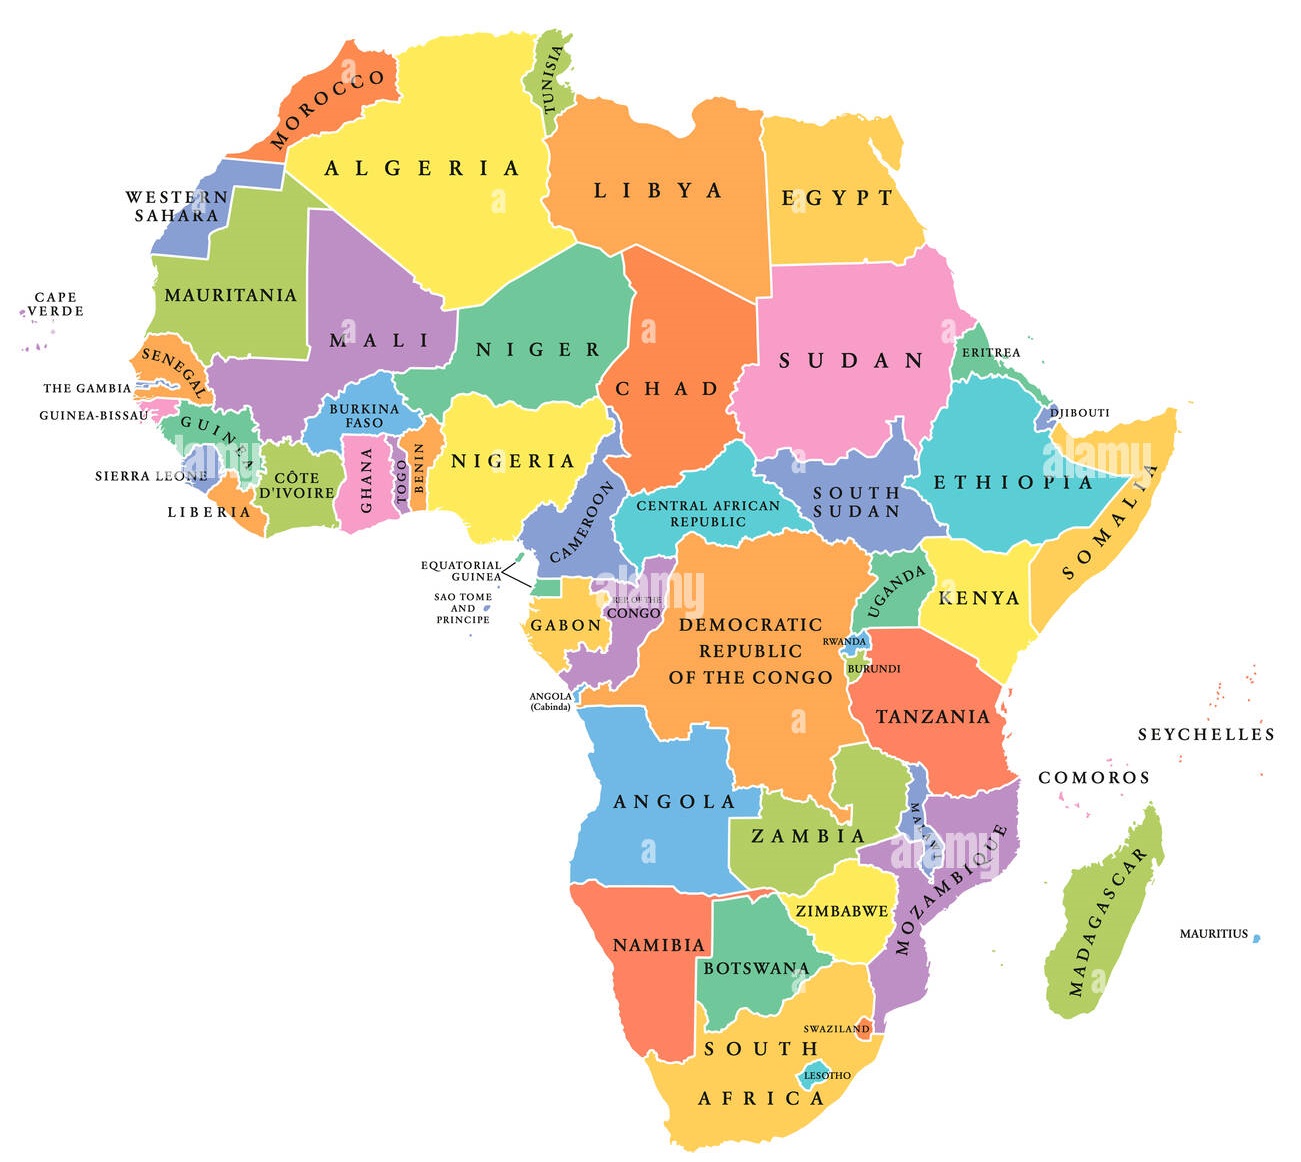 MOROCCO
TUNISIA
ALGERIA
LIBYA
EGYPT
WESTERN
SAHARA
MAURITANIA
MALI
NIGER
CHAD
SUDAN
ERITREA
CAPE
VERDE
SENEGAL
THE GAMBIA
GUINEA-BISSAU
GUINEA
SIERRA LEONE
LIBERIA
CÔTE
D'IVOIRE
BURKINA
FASO
GHANA
TOGO
BENIN
NIGERIA
CAMEROON
CENTRAL AFRICAN
REPUBLIC
SOUTH
SUDAN
ETHIOPIA
DJIBOUTI
SOMALIA
EQUATORIAL
GUINEA
SAO TOME
AND
PRINCIPE
GABON
REP. OF THE
CONGO
DEMOCRATIC
REPUBLIC
OF THE CONGO
UGANDA
KENYA
RWANDA
BURUNDI
TANZANIA
ANGOLA
(Cabinda)
ANGOLA
ZAMBIA
MALAWI
MOZAMBIQUE
ZIMBABWE
NAMIBIA
BOTSWANA
SWAZILAND
SOUTH
AFRICA
LESOTHO
SEYCHELLES
COMOROS
MADAGASCAR
MAURITIUS
a
a
a
a
a
a
alamy
a
alamy
alamy
a
a
alamy
a
a